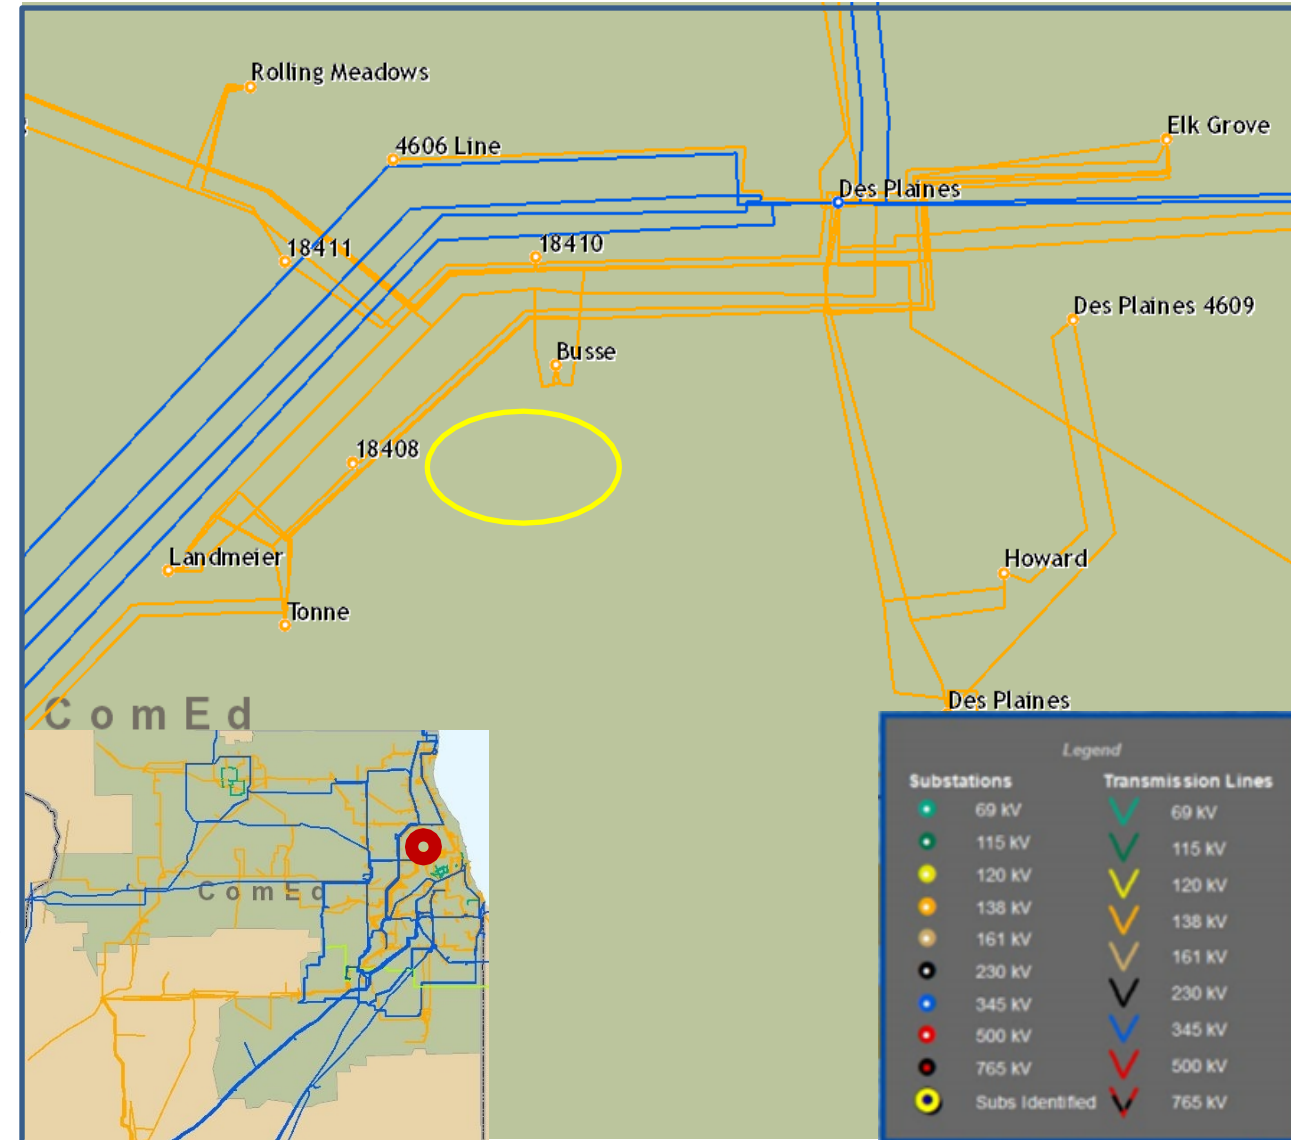 Rolling Meadows
4606 Line
Elk Grove
Des Plaines
18411
18410
Des Plaines 4609
Busse
18408
Landmeier
Howard
Tonne
Des Plaines
ComEd
ComEd
Legend
Substations Transmission Lines
69 kV 69 kV
115 kV 115 kV
120 kV 120 kV
138 kV 138 kV
161 kV 161 kV
230 kV 230 kV
345 kV 345 kV
500 kV 500 kV
765 kV 765 kV
Subs Identified